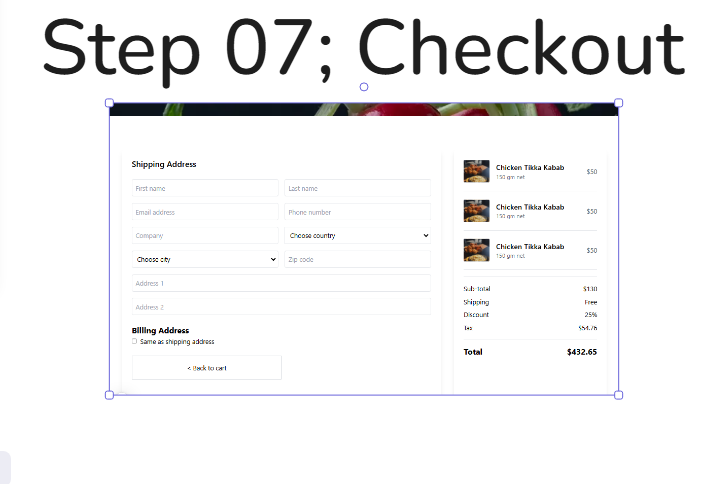 Step 07; Checkout
Shipping Address
First name
Last name
Email address
Phone number
Company
Choose country
Choose city
Zip code
Address 1
Address 2
Billing Address
Same as shipping address
< Back to cart
Chicken Tikka Kabab
$50
150 gm net
Chicken Tikka Kabab
$50
150 gm net
Chicken Tikka Kabab
$50
150 gm net
Sub-total $130
Shipping Free
Discount 25%
Tax $54.76
Total $432.65